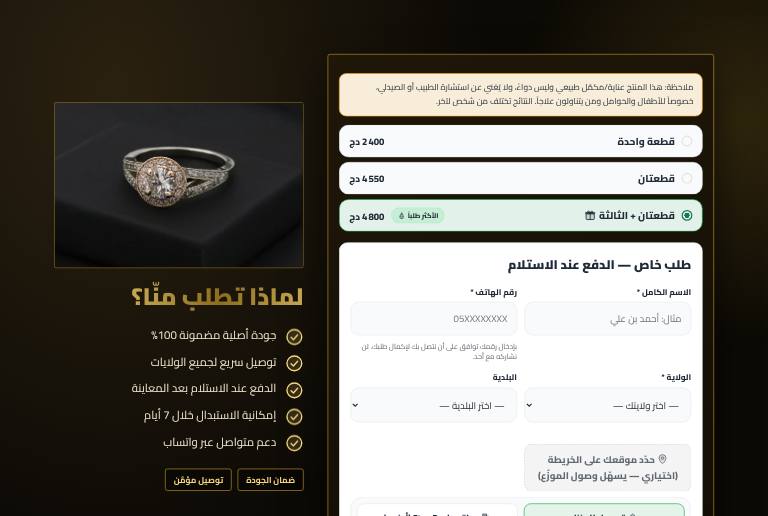 ملاحظة: هذا المنتج عناية/مكمّل طبيعي وليس دواءً، ولا يُغني عن استشارة الطبيب أو الصيدلي،
خصوصاً للأطفال والحوامل ومن يتناولون علاجاً. النتائج تختلف من شخص لآخر.
قطعة واحدة 2400 دج
قطعتان 4550 دج
قطعتان + الثالثة الأكثر طلباً 4800 دج
طلب خاص — الدفع عند الاستلام
الاسم الكامل *
رقم الهاتف *
مثال: أحمد بن علي
05XXXXXXXX
بإدخال رقمك توافق على أن نتصل بك لإكمال طلبك. لن
نشاركه مع أحد.
الولاية *
البلدية
— اختر ولايتك —
— اختر البلدية —
حدّد موقعك على الخريطة
(اختياري — يسهّل وصول الموزّع)
لماذا تطلب منّا؟
جودة أصلية مضمونة 100%
توصيل سريع لجميع الولايات
الدفع عند الاستلام بعد المعاينة
إمكانية الاستبدال خلال 7 أيام
دعم متواصل عبر واتساب
ضمان الجودة
توصيل مؤمّن